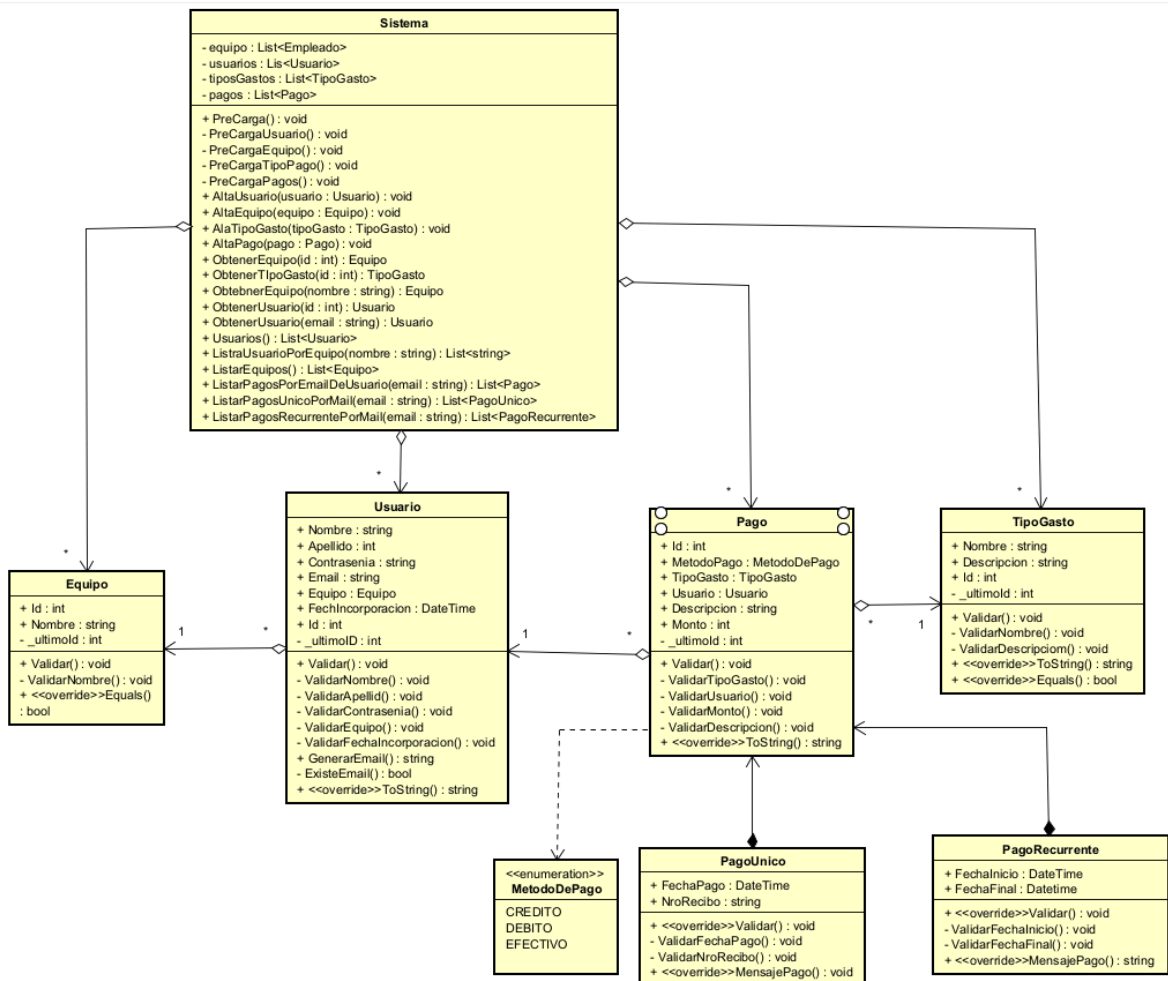 Sistema
- equipo : List<Empleado>
- usuarios : Lis<Usuario>
- tiposGastos : List<TipoGasto>
- pagos : List<Pago>
+ PreCarga() : void
- PreCargaUsuario() : void
- PreCargaEquipo() : void
- PreCargaTipoPago() : void
- PreCargaPagos() : void
+ AltaUsuario(usuario : Usuario) : void
+ AltaEquipo(equipo : Equipo) : void
+ AlaTipoGasto(tipoGasto : TipoGasto) : void
+ AltaPago(pago : Pago) : void
+ ObtenerEquipo(id : int) : Equipo
+ ObtenerTIpoGasto(id : int) : TipoGasto
+ ObtebnerEquipo(nombre : string) : Equipo
+ ObtenerUsuario(id : int) : Usuario
+ ObtenerUsuario(email : string) : Usuario
+ Usuarios() : List<Usuario>
+ ListraUsuarioPorEquipo(nombre : string) : List<string>
+ ListarEquipos() : List<Equipo>
+ ListarPagosPorEmailDeUsuario(email : string) : List<Pago>
+ ListarPagosUnicoPorMail(email : string) : List<PagoUnico>
+ ListarPagosRecurrentePorMail(email : string) : List<PagoRecurrente>
*
*
*
*
Equipo
+ Id : int
+ Nombre : string
- _ultimoId : int
+ Validar() : void
- ValidarNombre() : void
+ <<override>>Equals()
: bool
1
*
Usuario
+ Nombre : string
+ Apellido : int
+ Contrasenia : string
+ Email : string
+ Equipo : Equipo
+ FechIncorporacion : DateTime
+ Id : int
- _ultimoID : int
+ Validar() : void
- ValidarNombre() : void
- ValidarApellid() : void
- ValidarContrasenia() : void
- ValidarEquipo() : void
- ValidarFechaIncorporacion() : void
+ GenerarEmail() : string
- ExisteEmail() : bool
+ <<override>>ToString() : string
1
*
Pago
+ Id : int
+ MetodoPago : MetodoDePago
+ TipoGasto : TipoGasto
+ Usuario : Usuario
+ Descripcion : string
+ Monto : int
- _ultimoId : int
+ Validar() : void
- ValidarTipoGasto() : void
- ValidarUsuario() : void
- ValidarMonto() : void
- ValidarDescripcion() : void
+ <<override>>ToString() : string
*
1
TipoGasto
+ Nombre : string
+ Descripcion : string
+ Id : int
- _ultimoId : int
+ Validar() : void
- ValidarNombre() : void
- ValidarDescripciom() : void
+ <<override>>ToString() : string
+ <<override>>Equals() : bool
<<enumeration>>
MetodoDePago
CREDITO
DEBITO
EFECTIVO
PagoUnico
+ FechaPago : DateTime
+ NroRecibo : string
+ <<override>>Validar() : void
- ValidarFechaPago() : void
- ValidarNroRecibo() : void
+ <<override>>MensajePago() : void
PagoRecurrente
+ FechaInicio : DateTime
+ FechaFinal : Datetime
+ <<override>>Validar() : void
- ValidarFechaInicio() : void
- ValidarFechaFinal() : void
+ <<override>>MensajePago() : string